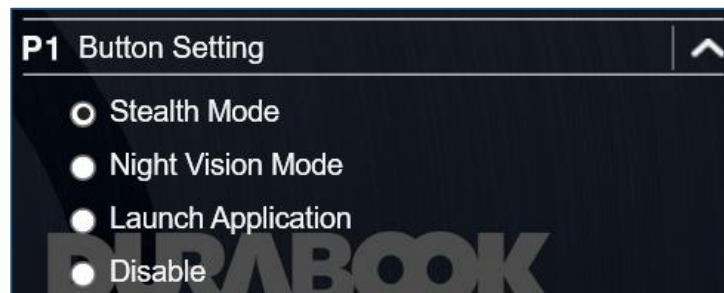 P1 Button Setting
Stealth Mode
Night Vision Mode
Launch Application
DURABOOK
Disable